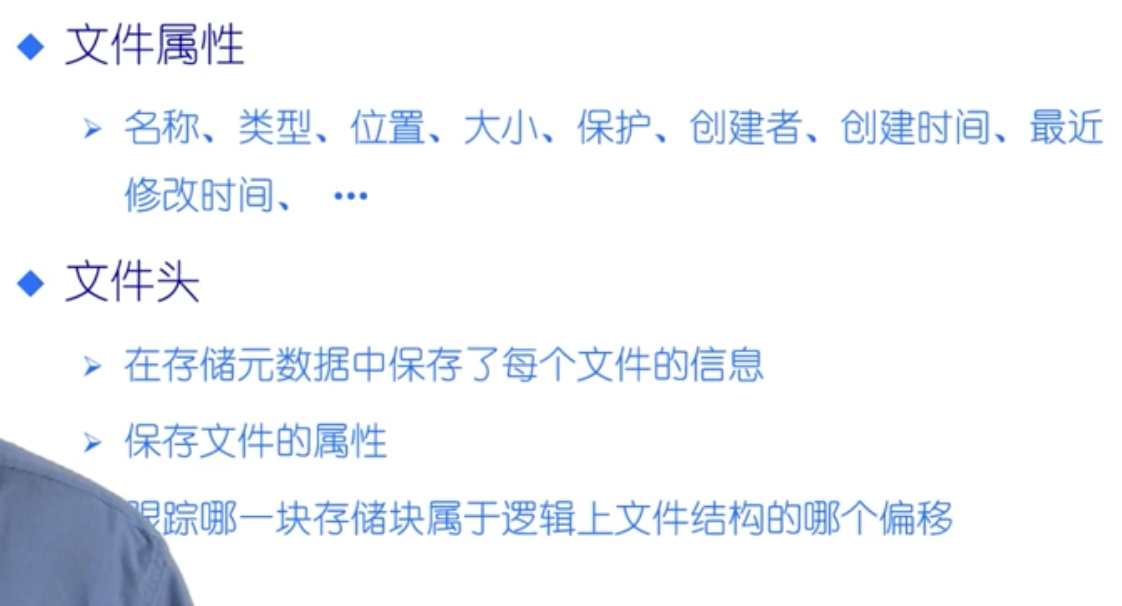 文件属性
名称、类型、位置、大小、保护、创建者、创建时间、最近
修改时间、 …
文件头
在存储元数据中保存了每个文件的信息
保存文件的属性
跟踪哪一块存储块属于逻辑上文件结构的哪个偏移